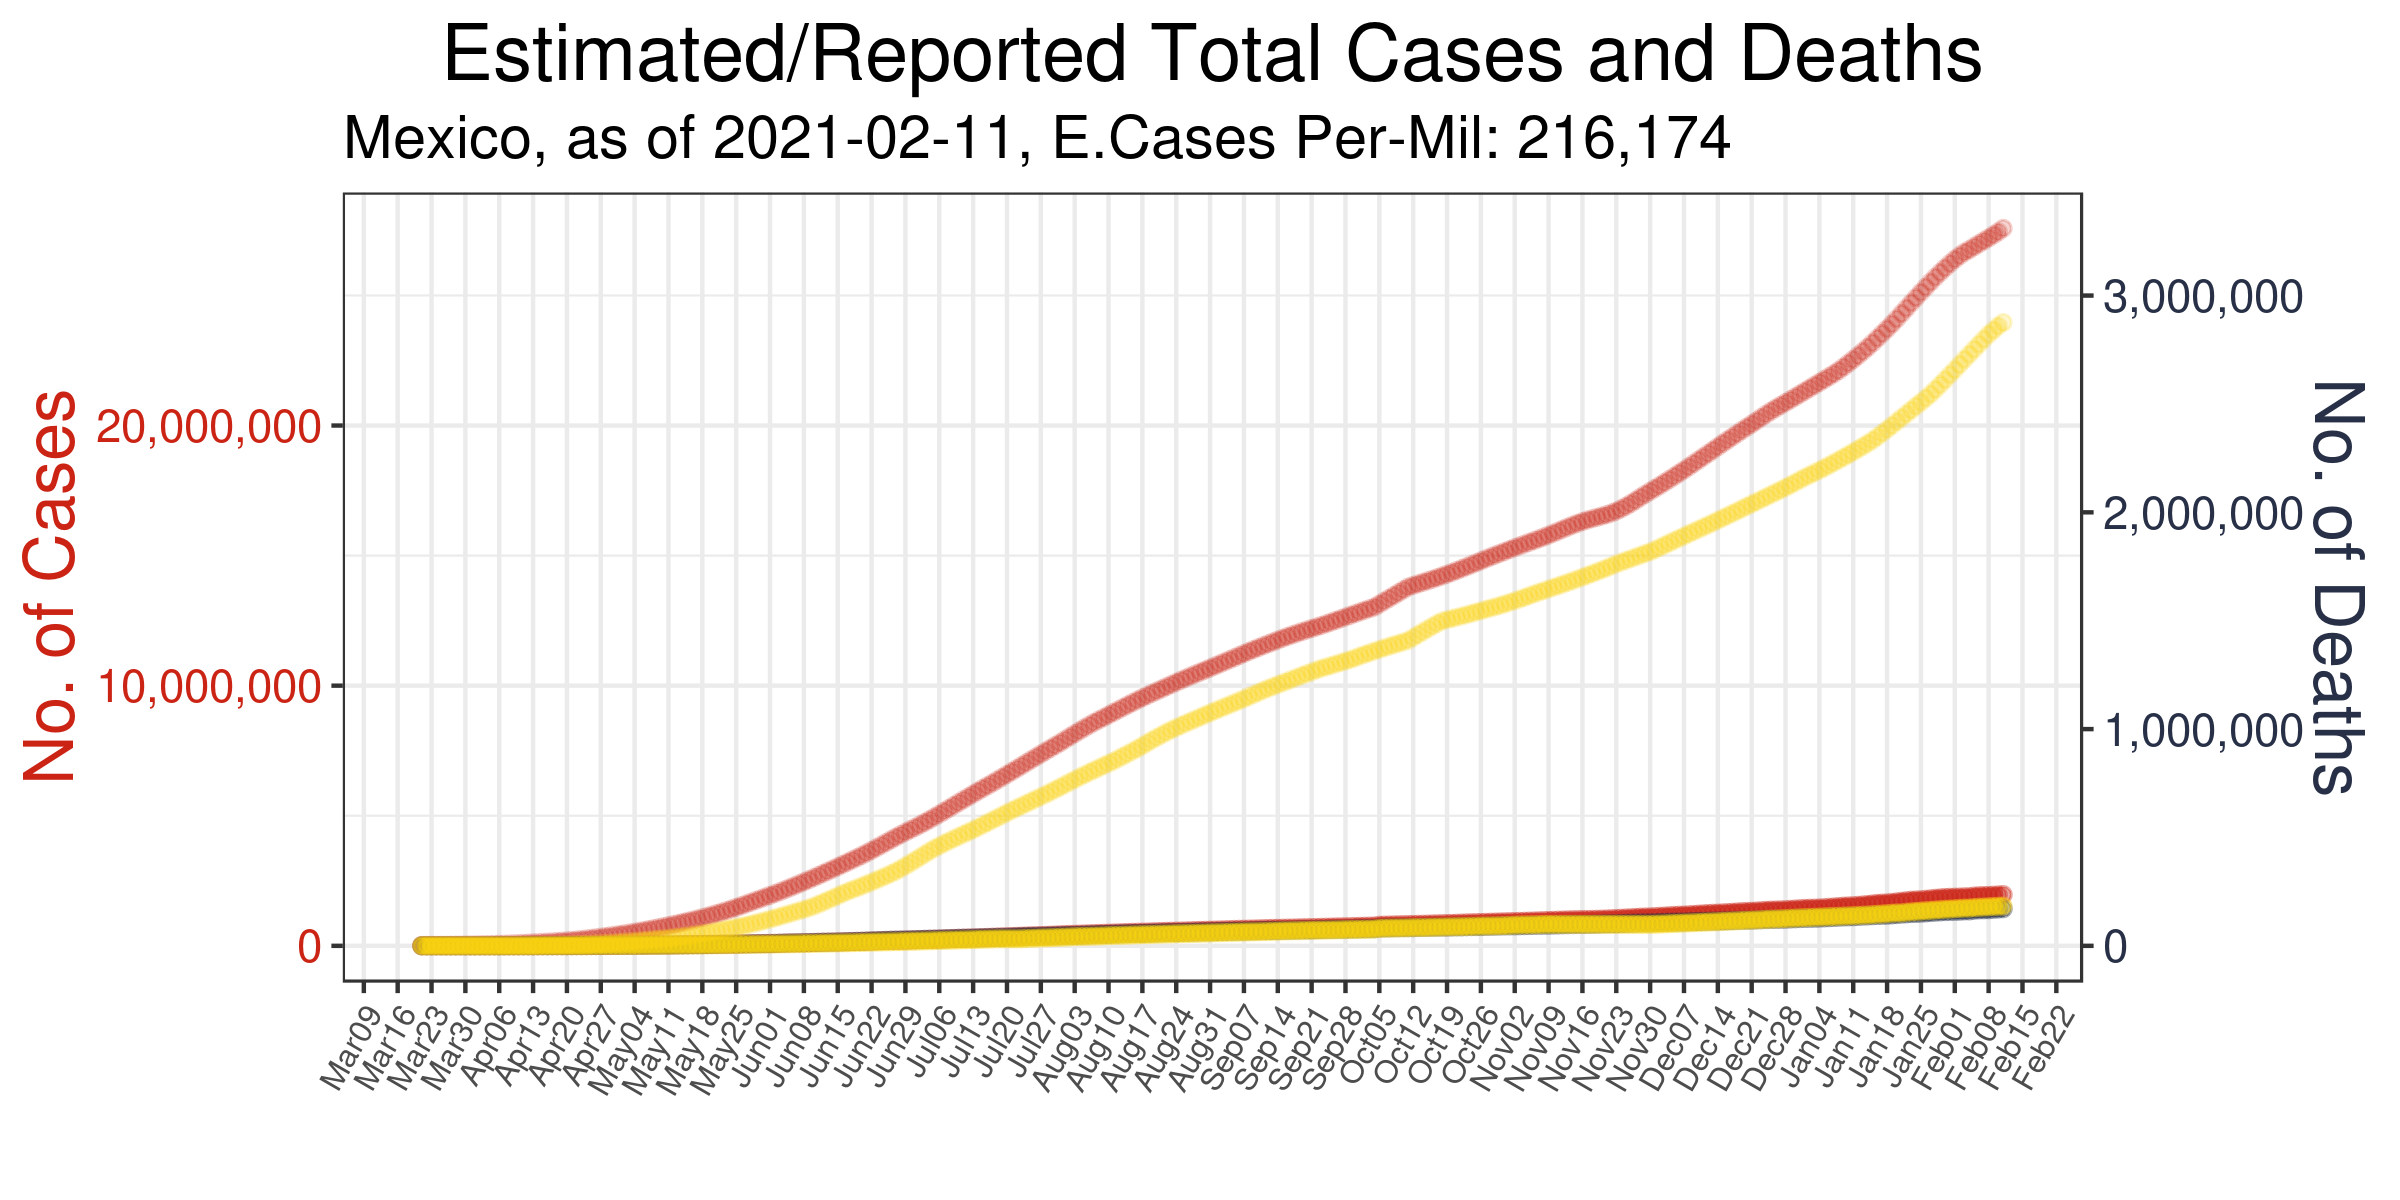 Estimated/Reported Total Cases and Deaths
Mexico, as of 2021-02-11, E.Cases Per-Mil: 216,174
No. of Cases
20,000,000
10,000,000
0
3,000,000
2,000,000
1,000,000
0
No. of Deaths
Mar09 Mar16 Mar23 Mar30 Apr06 Apr13 Apr20 Apr27 May04 May11 May18 May25 Jun01 Jun08 Jun15 Jun22 Jun29 Jul06 Jul13 Jul20 Jul27 Aug03 Aug10 Aug17 Aug24 Aug31 Sep07 Sep14 Sep21 Sep28 Oct05 Oct12 Oct19 Oct26 Nov02 Nov09 Nov16 Nov23 Nov30 Dec07 Dec14 Dec21 Dec28 Jan04 Jan11 Jan18 Jan25 Feb01 Feb08 Feb15 Feb22